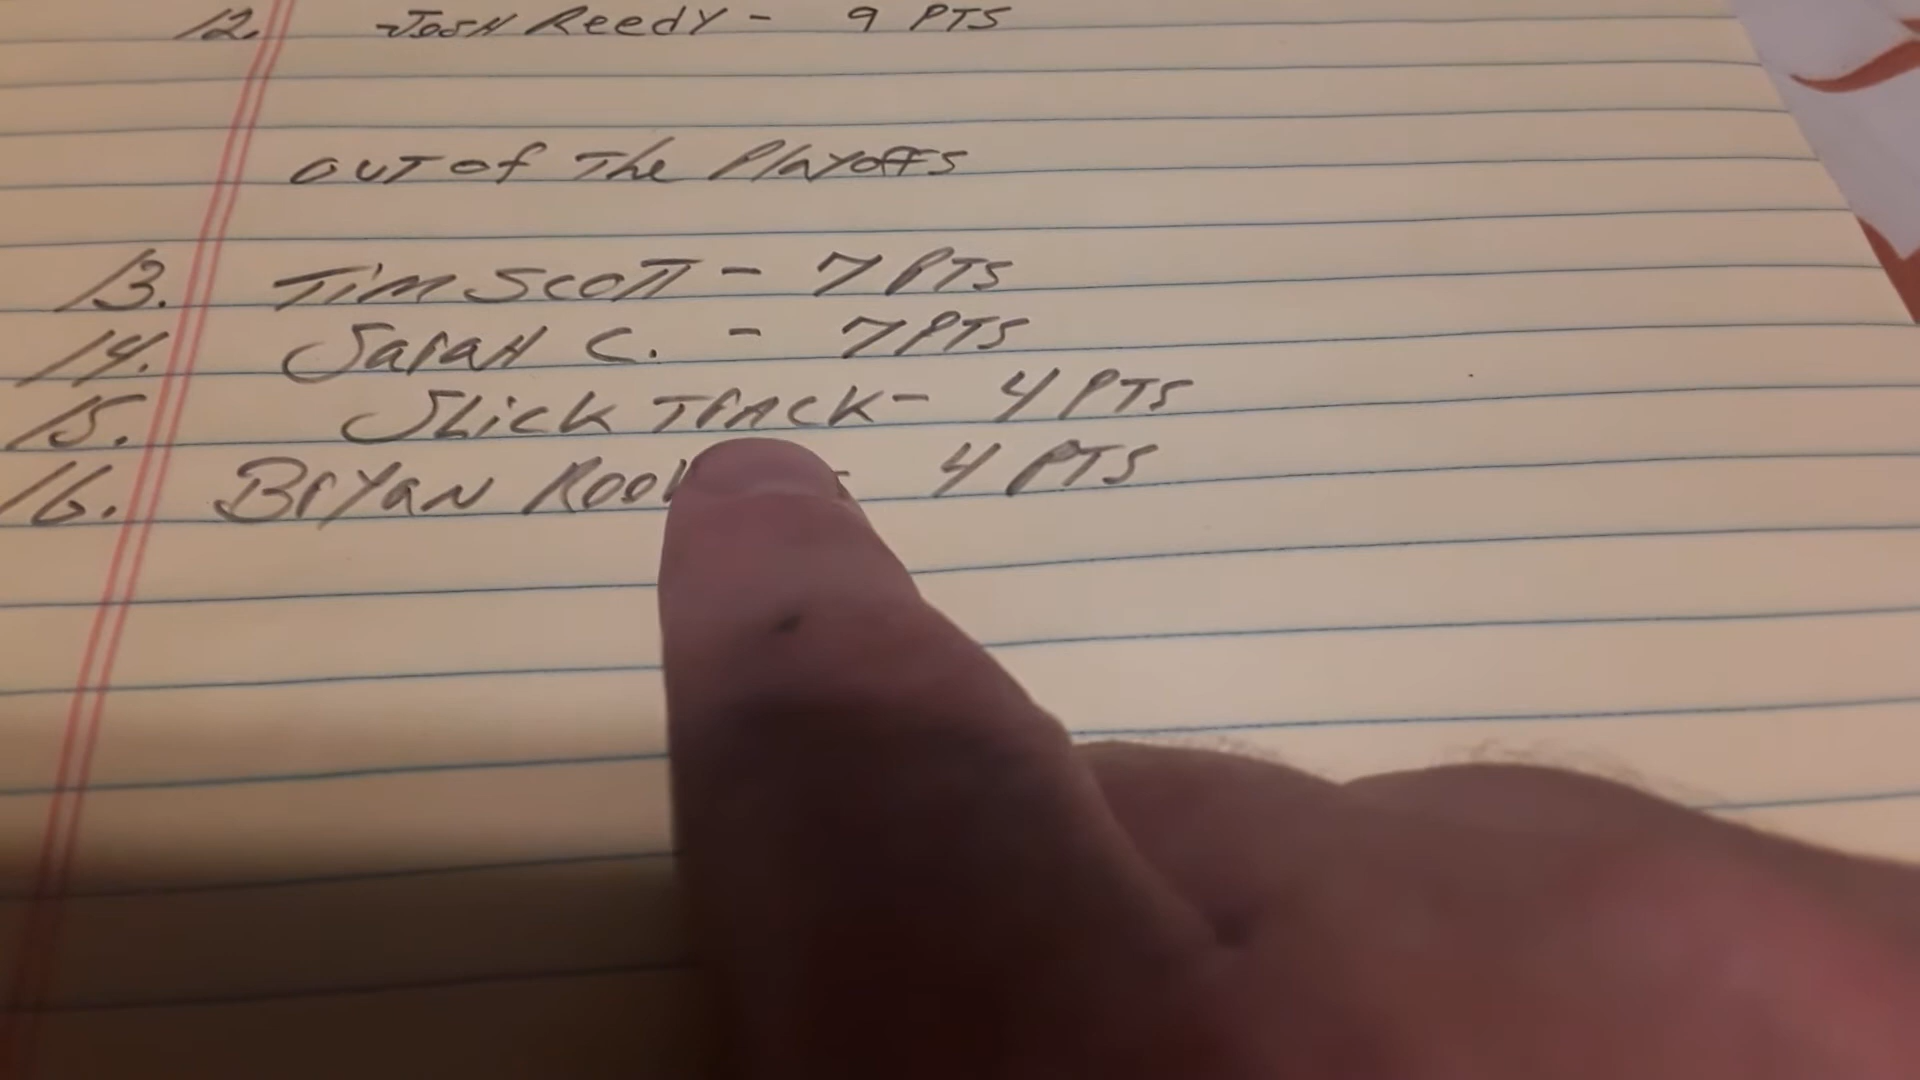 12. Josh Reedy - 9 PTS
Out of The Playoffs
13. Tim Scott - 7 PTS
14. Sarah C. - 7 PTS
15. Slick Track - 4 PTS
16. Bryan - 4 PTS